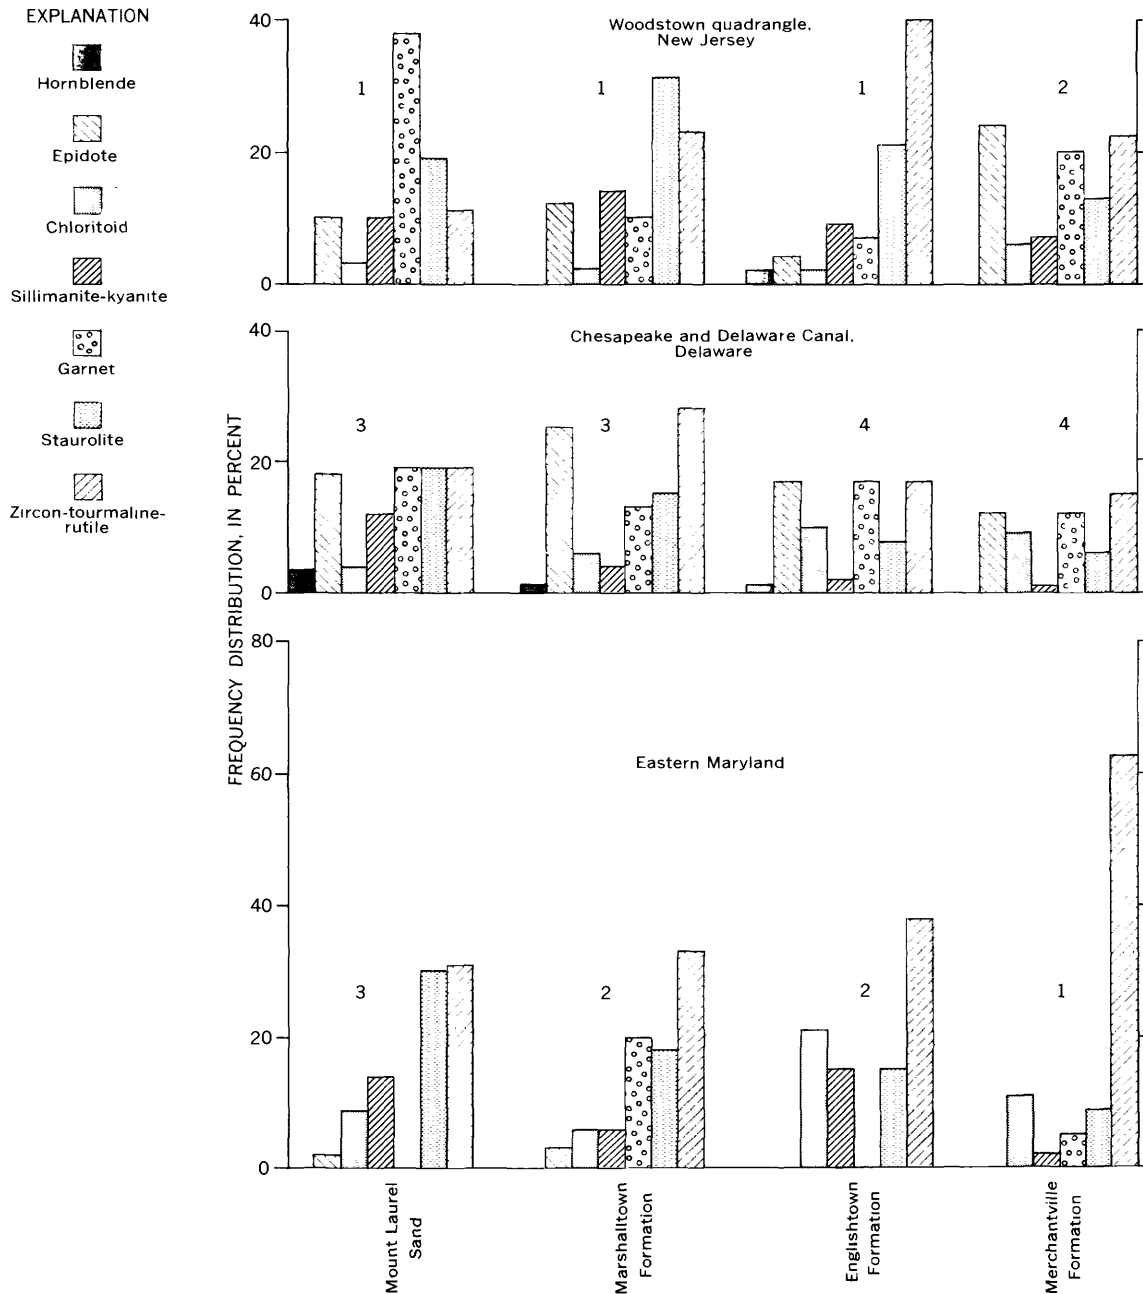 EXPLANATION
Hornblende
Epidote
Chloritoid
Sillimanite-kyanite
Garnet
Staurolite
Zircon-tourmaline-
rutile
FREQUENCY DISTRIBUTION, IN PERCENT
Woodstown quadrangle,
New Jersey
40
20
0
1
1
1
2
Chesapeake and Delaware Canal,
Delaware
40
20
0
3
3
4
4
Eastern Maryland
80
60
40
20
0
3
2
2
1
Mount Laurel
Sand
Marshalltown
Formation
Englishtown
Formation
Merchantville
Formation